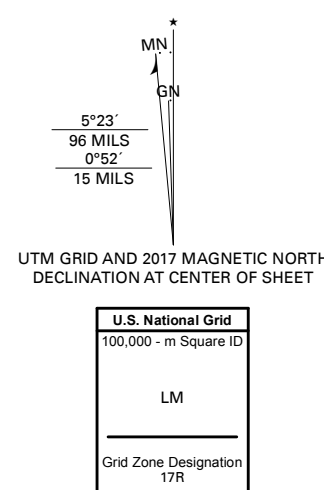 ★
MN
GN
5°23´
96 MILS
0°52´
15 MILS
UTM GRID AND 2017 MAGNETIC NORTH
DECLINATION AT CENTER OF SHEET
U.S. National Grid
100,000 - m Square ID
LM
Grid Zone Designation
17R